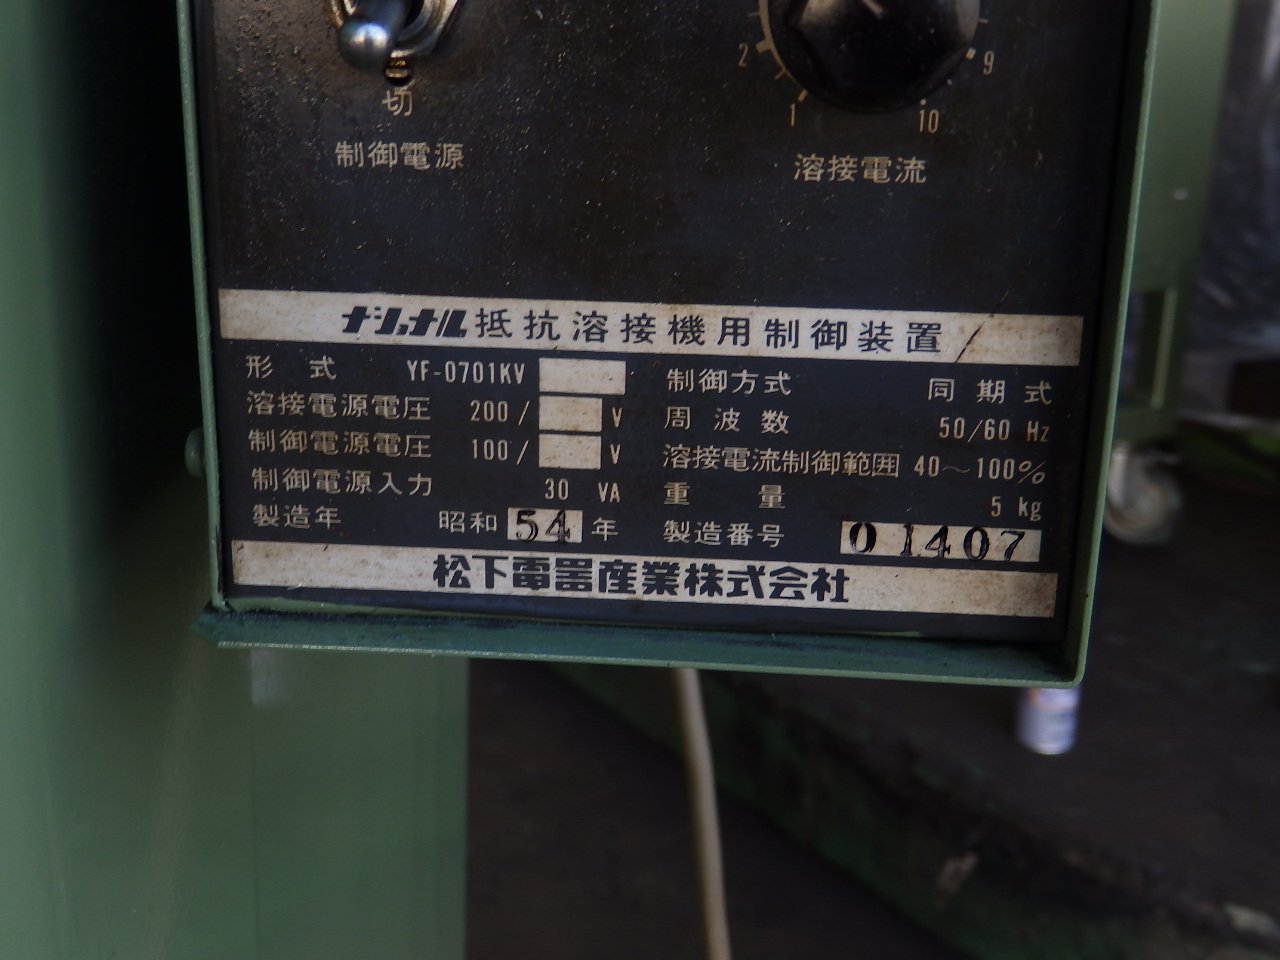 切
制御電源
2
1
9
10
溶接電流
ナショナル抵抗溶接機用制御装置
形 式 YF-0701KV
溶接電源電圧 200/ V
制御電源電圧 100/ V
制御電源入力 30 VA
製造年 昭和 54 年
制御方式 同期式
周波数 50/60 Hz
溶接電流制御範囲 40~100%
重 量 5 kg
製造番号 01407
松下電器産業株式会社